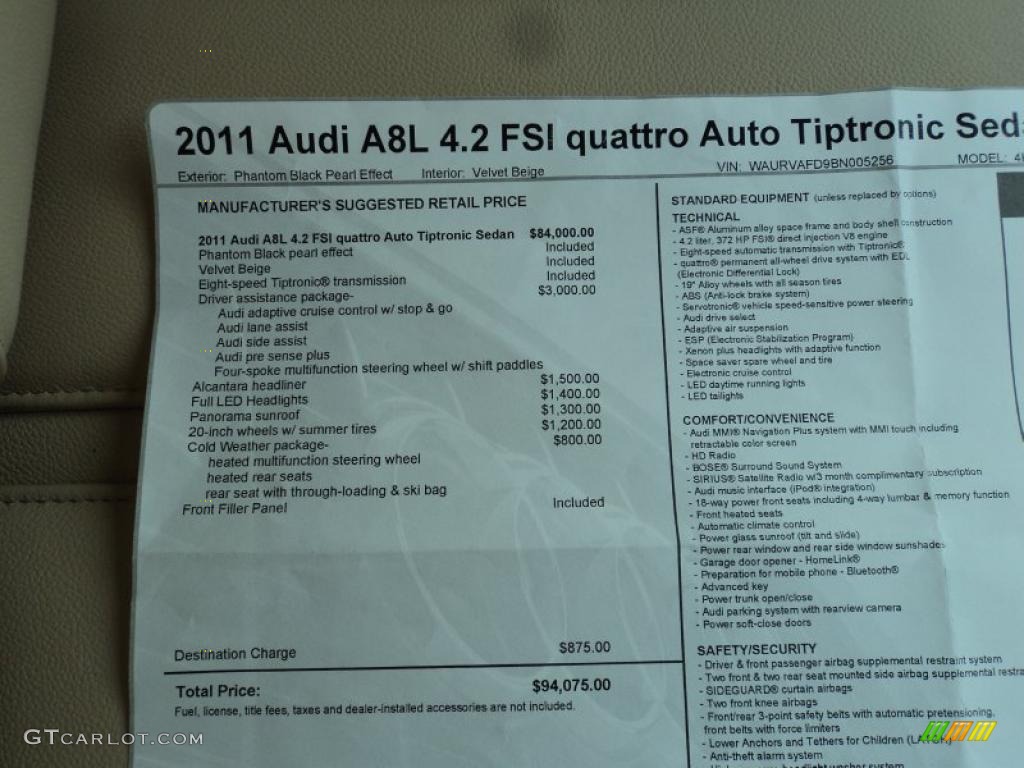 2011 Audi A8L 4.2 FSI quattro Auto Tiptronic
Exterior: Phantom Black Pearl Effect Interior: Velvet Beige VIN: WAURVAFD9BN005256 MODEL:
MANUFACTURER'S SUGGESTED RETAIL PRICE
2011 Audi A8L 4.2 FSI quattro Auto Tiptronic Sedan $84,000.00
Phantom Black pearl effect Included
Velvet Beige Included
Eight-speed Tiptronic® transmission Included
Driver assistance package- $3,000.00
Audi adaptive cruise control w/ stop & go
Audi lane assist
Audi side assist
Audi pre sense plus
Four-spoke multifunction steering wheel w/ shift paddles
Alcantara headliner $1,500.00
Full LED Headlights $1,400.00
Panorama sunroof $1,300.00
20-inch wheels w/ summer tires $1,200.00
Cold Weather package- $800.00
heated multifunction steering wheel
heated rear seats
rear seat with through-loading & ski bag
Front Filler Panel Included
Destination Charge $875.00
Total Price: $94,075.00
Fuel, license, title fees, taxes and dealer-installed accessories are not included.
STANDARD EQUIPMENT (unless replaced by options)
TECHNICAL
- ASF® Aluminum alloy space frame and body shell construction
- 4.2 liter, 372 HP FSI® direct injection V8 engine
- Eight-speed automatic transmission with Tiptronic®
- quattro® permanent all-wheel drive system with EDL
(Electronic Differential Lock)
- 19" Alloy wheels with all season tires
- ABS (Anti-lock brake system)
- Servotronic® vehicle speed-sensitive power steering
- Audi drive select
- Adaptive air suspension
- ESP (Electronic Stabilization Program)
- Xenon plus headlights with adaptive function
- Space saver spare wheel and tire
- Electronic cruise control
- LED daytime running lights
- LED taillights
COMFORT/CONVENIENCE
- Audi MMI® Navigation Plus system with MMI touch including
retractable color screen
- HD Radio
- BOSE® Surround Sound System
- SIRIUS® Satellite Radio w/3 month complimentary subscription
- Audi music interface (iPod® integration)
- 18-way power front seats including 4-way lumbar & memory function
- Front heated seats
- Automatic climate control
- Power glass sunroof (tilt and slide)
- Power rear window and rear side window sunshades
- Garage door opener - HomeLink®
- Preparation for mobile phone - Bluetooth®
- Advanced key
- Power trunk open/close
- Audi parking system with rearview camera
- Power soft-close doors
SAFETY/SECURITY
- Driver & front passenger airbag supplemental restraint system
- Two front & two rear seat mounted side airbag supplemental
- SIDEGUARD® curtain airbags
- Two front knee airbags
- Front/rear 3-point safety belts with automatic pretensioning,
front belts with force limiters
- Lower Anchors and Tethers for Children (LATCH)
- Anti-theft alarm system
GTCARLOT.COM